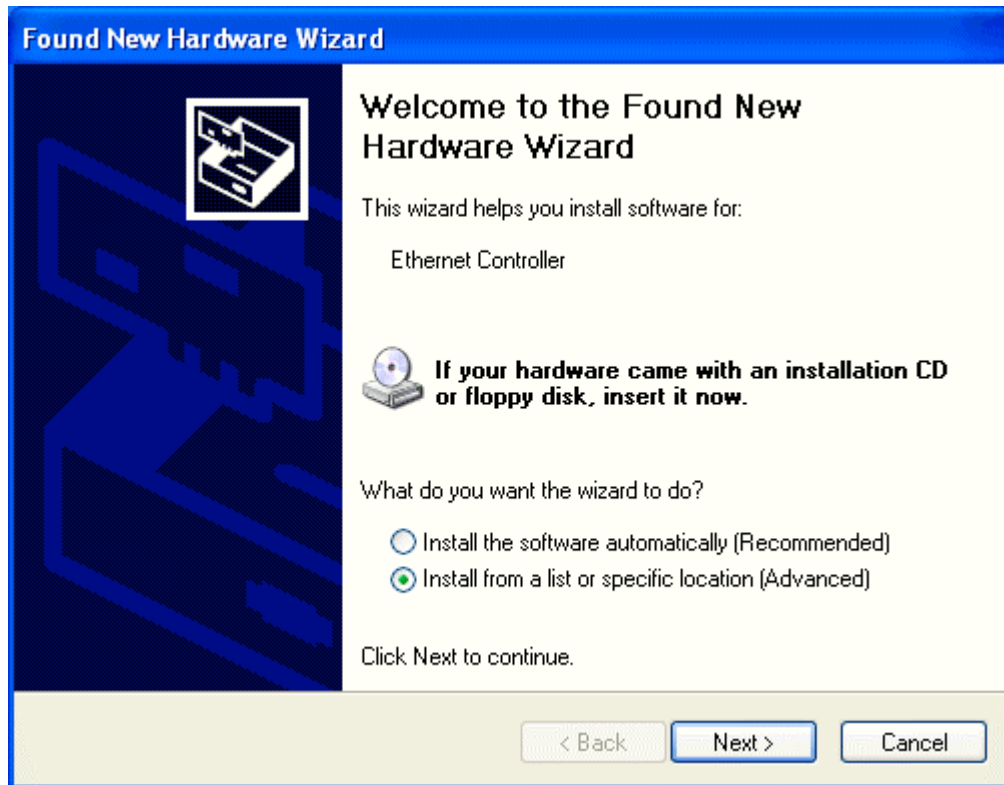 Found New Hardware Wizard
Welcome to the Found New
Hardware Wizard
This wizard helps you install software for:
Ethernet Controller
If your hardware came with an installation CD
or floppy disk, insert it now.
What do you want the wizard to do?
Install the software automatically (Recommended)
Install from a list or specific location (Advanced)
Click Next to continue.
< Back
Next >
Cancel